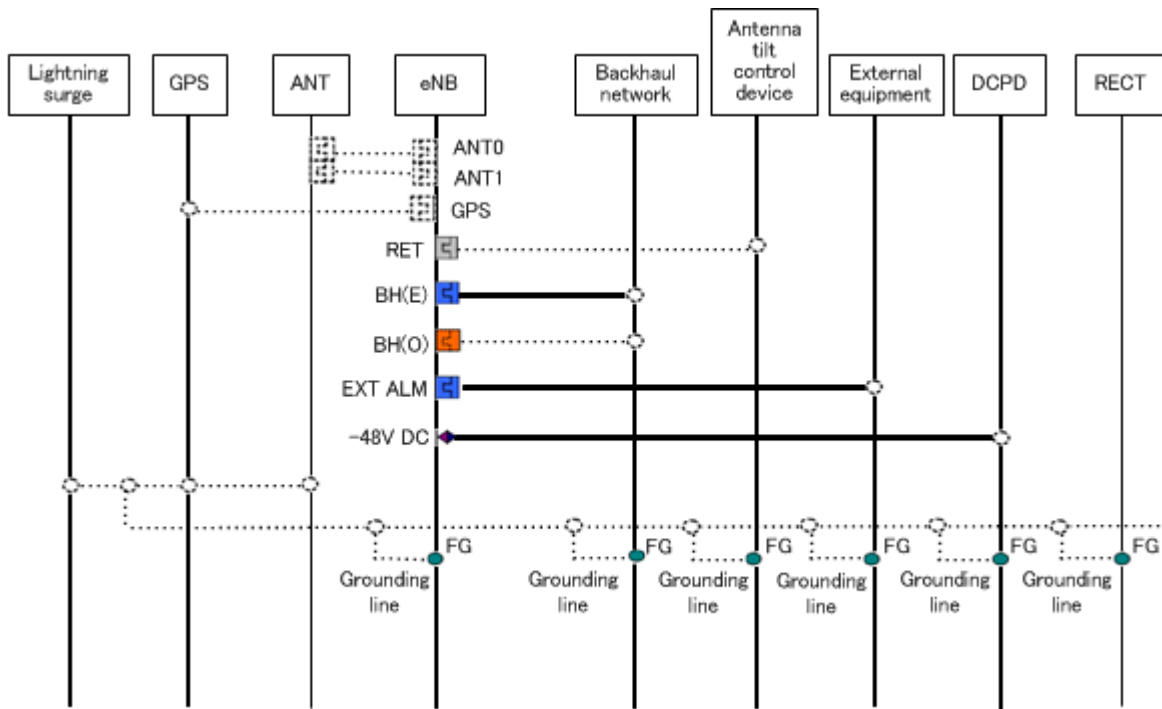 Lightning
surge
GPS
ANT
eNB
Backhaul
network
Antenna
tilt
control
device
External
equipment
DCPD
RECT
ANT0
ANT1
GPS
RET
BH(E)
BH(O)
EXT ALM
-48V DC
FG
FG
FG
FG
FG
FG
Grounding
line
Grounding
line
Grounding
line
Grounding
line
Grounding
line
Grounding
line